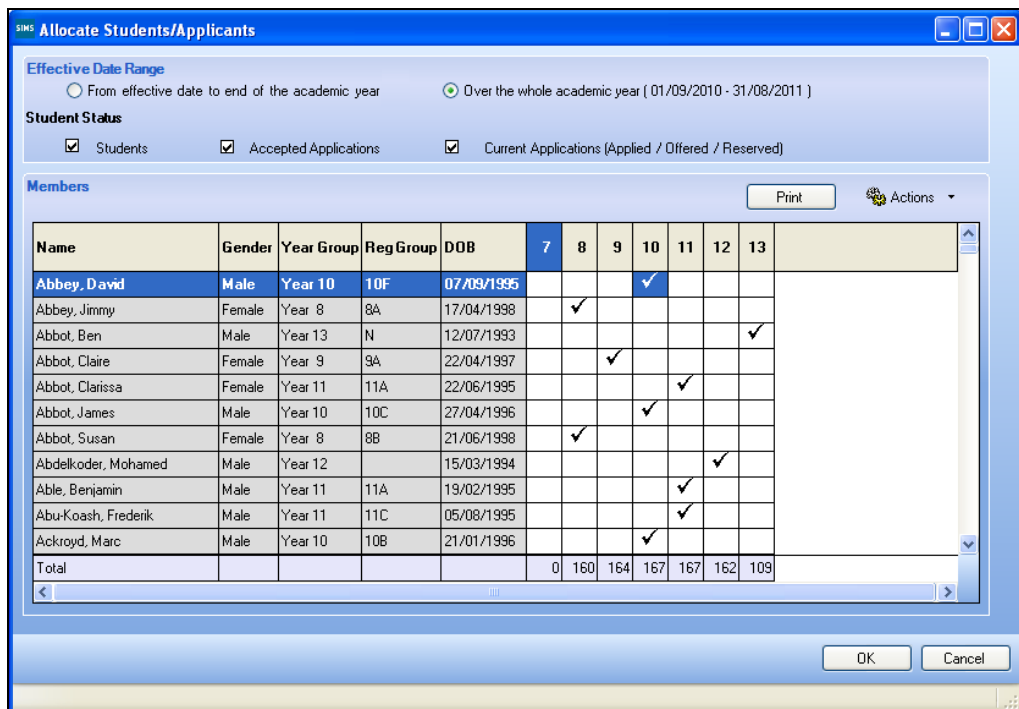 SIMS Allocate Students/Applicants
Effective Date Range
From effective date to end of the academic year Over the whole academic year ( 01/09/2010 - 31/08/2011 )
Student Status
Students Accepted Applications Current Applications (Applied / Offered / Reserved)
Members
Print Actions
Name Gender Year Group Reg Group DOB 7 8 9 10 11 12 13
Abbey, David Male Year 10 10F 07/09/1995
Abbey, Jimmy Female Year 8 8A 17/04/1998
Abbot, Ben Male Year 13 N 12/07/1993
Abbot, Claire Female Year 9 9A 22/04/1997
Abbot, Clarissa Female Year 11 11A 22/06/1995
Abbot, James Male Year 10 10C 27/04/1996
Abbot, Susan Female Year 8 8B 21/06/1998
Abdelkoder, Mohamed Male Year 12 15/03/1994
Able, Benjamin Male Year 11 11A 19/02/1995
Abu-Koash, Frederik Male Year 11 11C 05/08/1995
Ackroyd, Marc Male Year 10 10B 21/01/1996
Total 0 160 164 167 167 162 109
OK Cancel